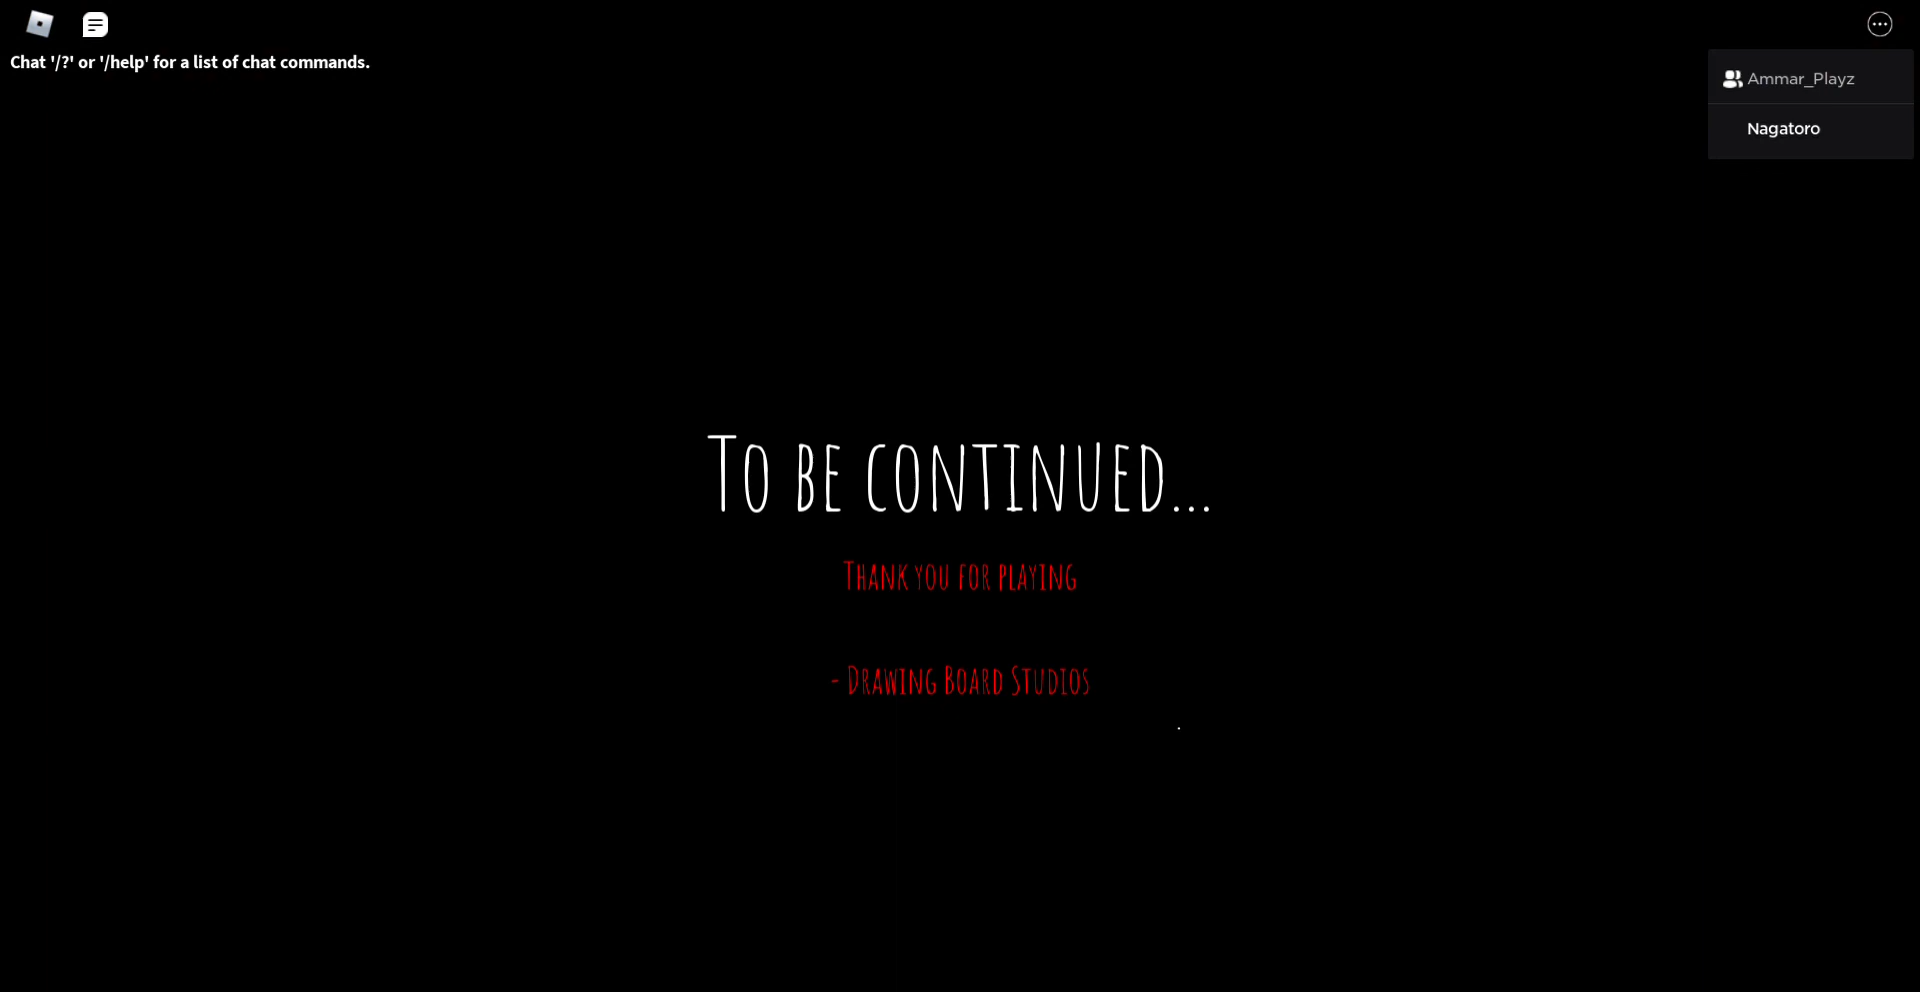 Chat '/?' or '/help' for a list of chat commands.
Ammar_Playz
Nagatoro
To be continued...
Thank you for playing
- Drawing Board Studios